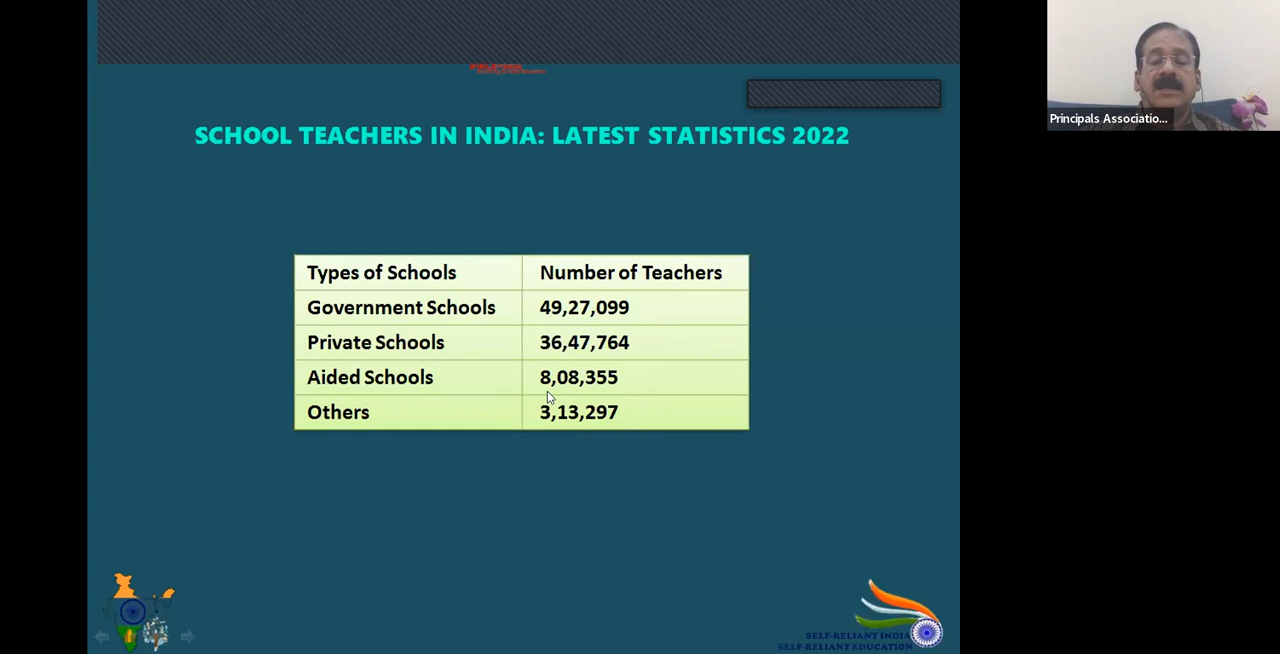 Principals Associatio...
SCHOOL TEACHERS IN INDIA: LATEST STATISTICS 2022
Types of Schools Number of Teachers
Government Schools 49,27,099
Private Schools 36,47,764
Aided Schools 8,08,355
Others 3,13,297
SELF-RELIANT INDIA
SELF-RELIANT EDUCATION